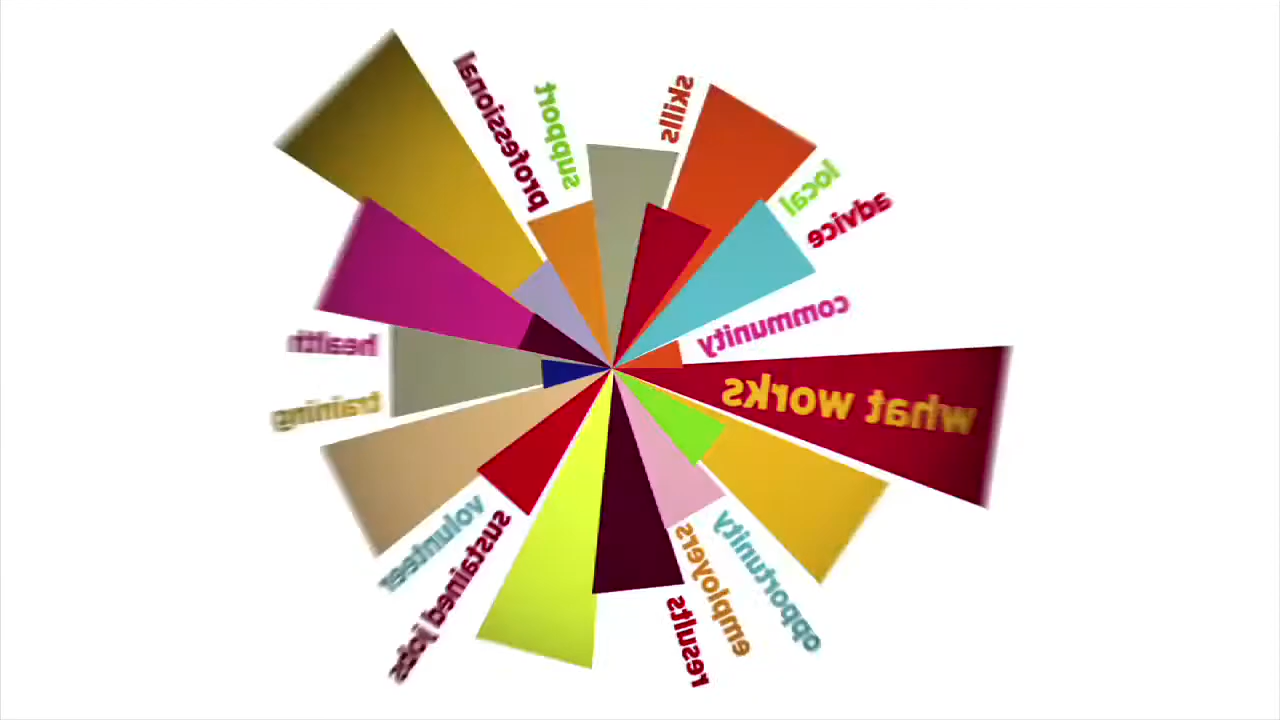 professional
support
skills
local
advice
community
what works
health
training
volunteer
sustained jobs
opportunity
employers
results